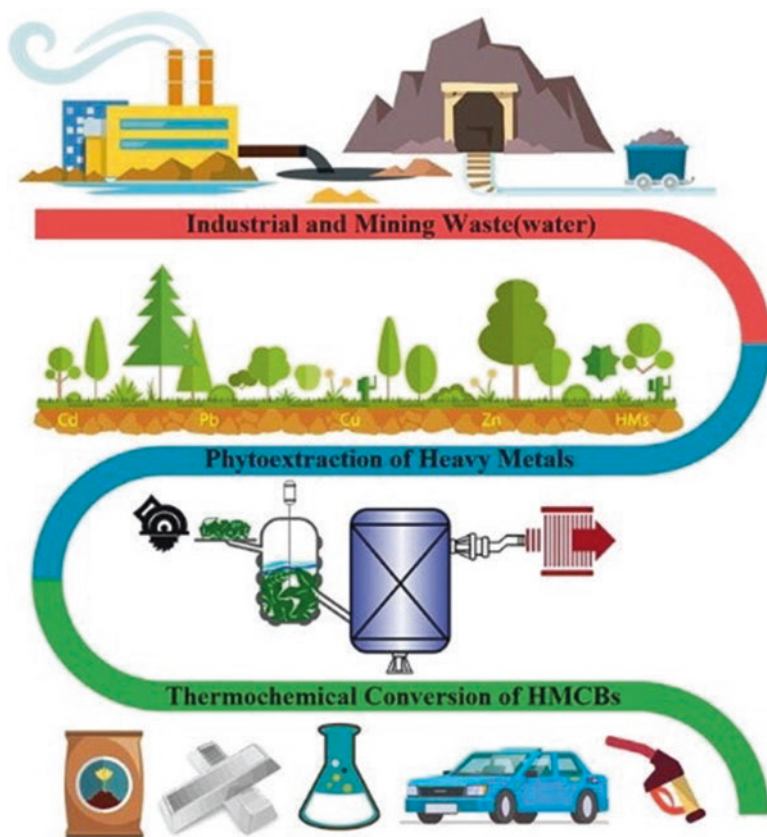 Industrial and Mining Waste(water)
Cd Pb Cu Zn HMs
Phytoextraction of Heavy Metals
Thermochemical Conversion of HMCBs